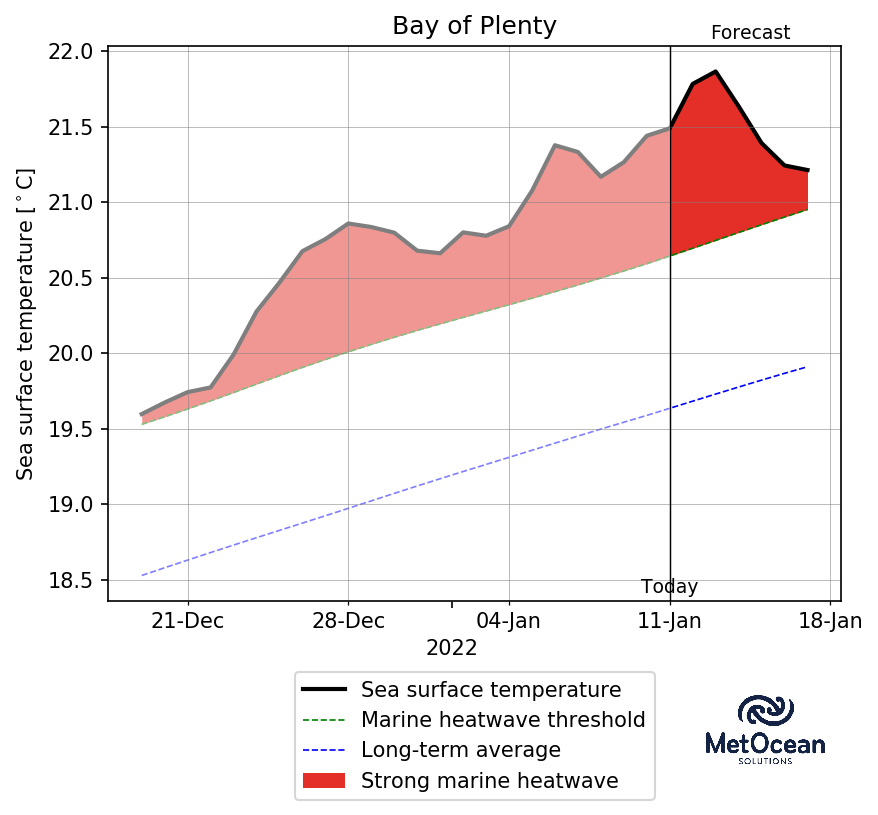 Bay of Plenty
Forecast
22.0
21.5
21.0
20.5
20.0
19.5
19.0
18.5
Sea surface temperature [°C]
Today
21-Dec 28-Dec 04-Jan 11-Jan 18-Jan
2022
Sea surface temperature
Marine heatwave threshold
Long-term average
Strong marine heatwave
MetOcean
SOLUTIONS